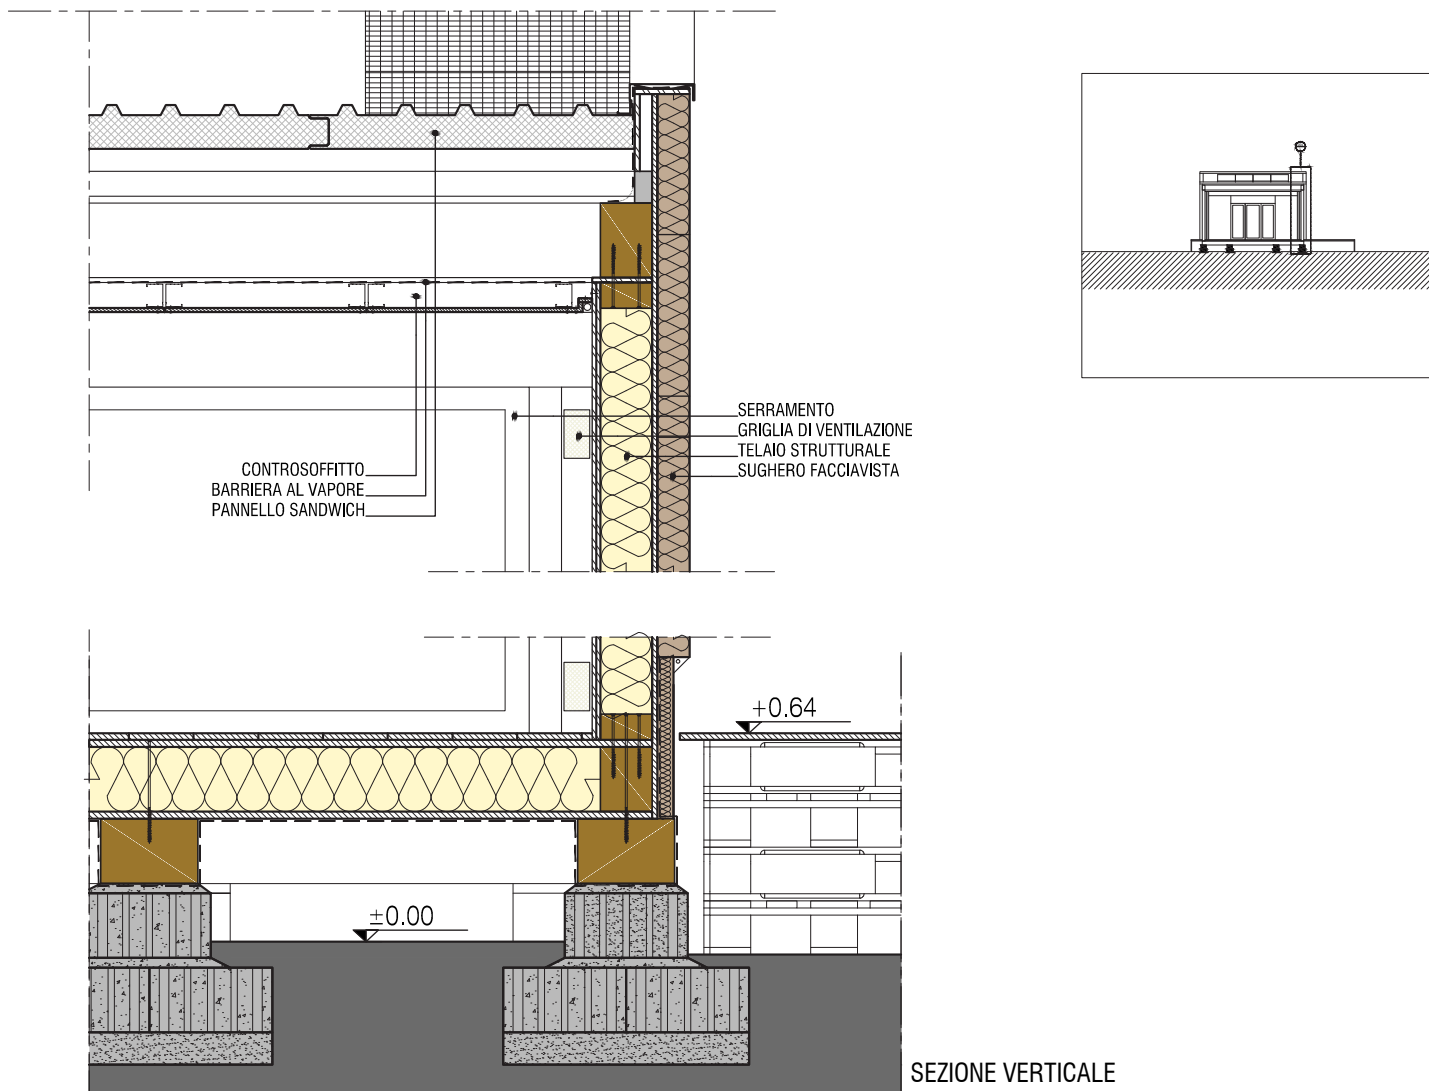 SERRAMENTO
GRIGLIA DI VENTILAZIONE
TELAIO STRUTTURALE
SUGHERO FACCIAVISTA
CONTROSOFFITTO
BARRIERA AL VAPORE
PANNELLO SANDWICH
+0.64
±0.00
SEZIONE VERTICALE